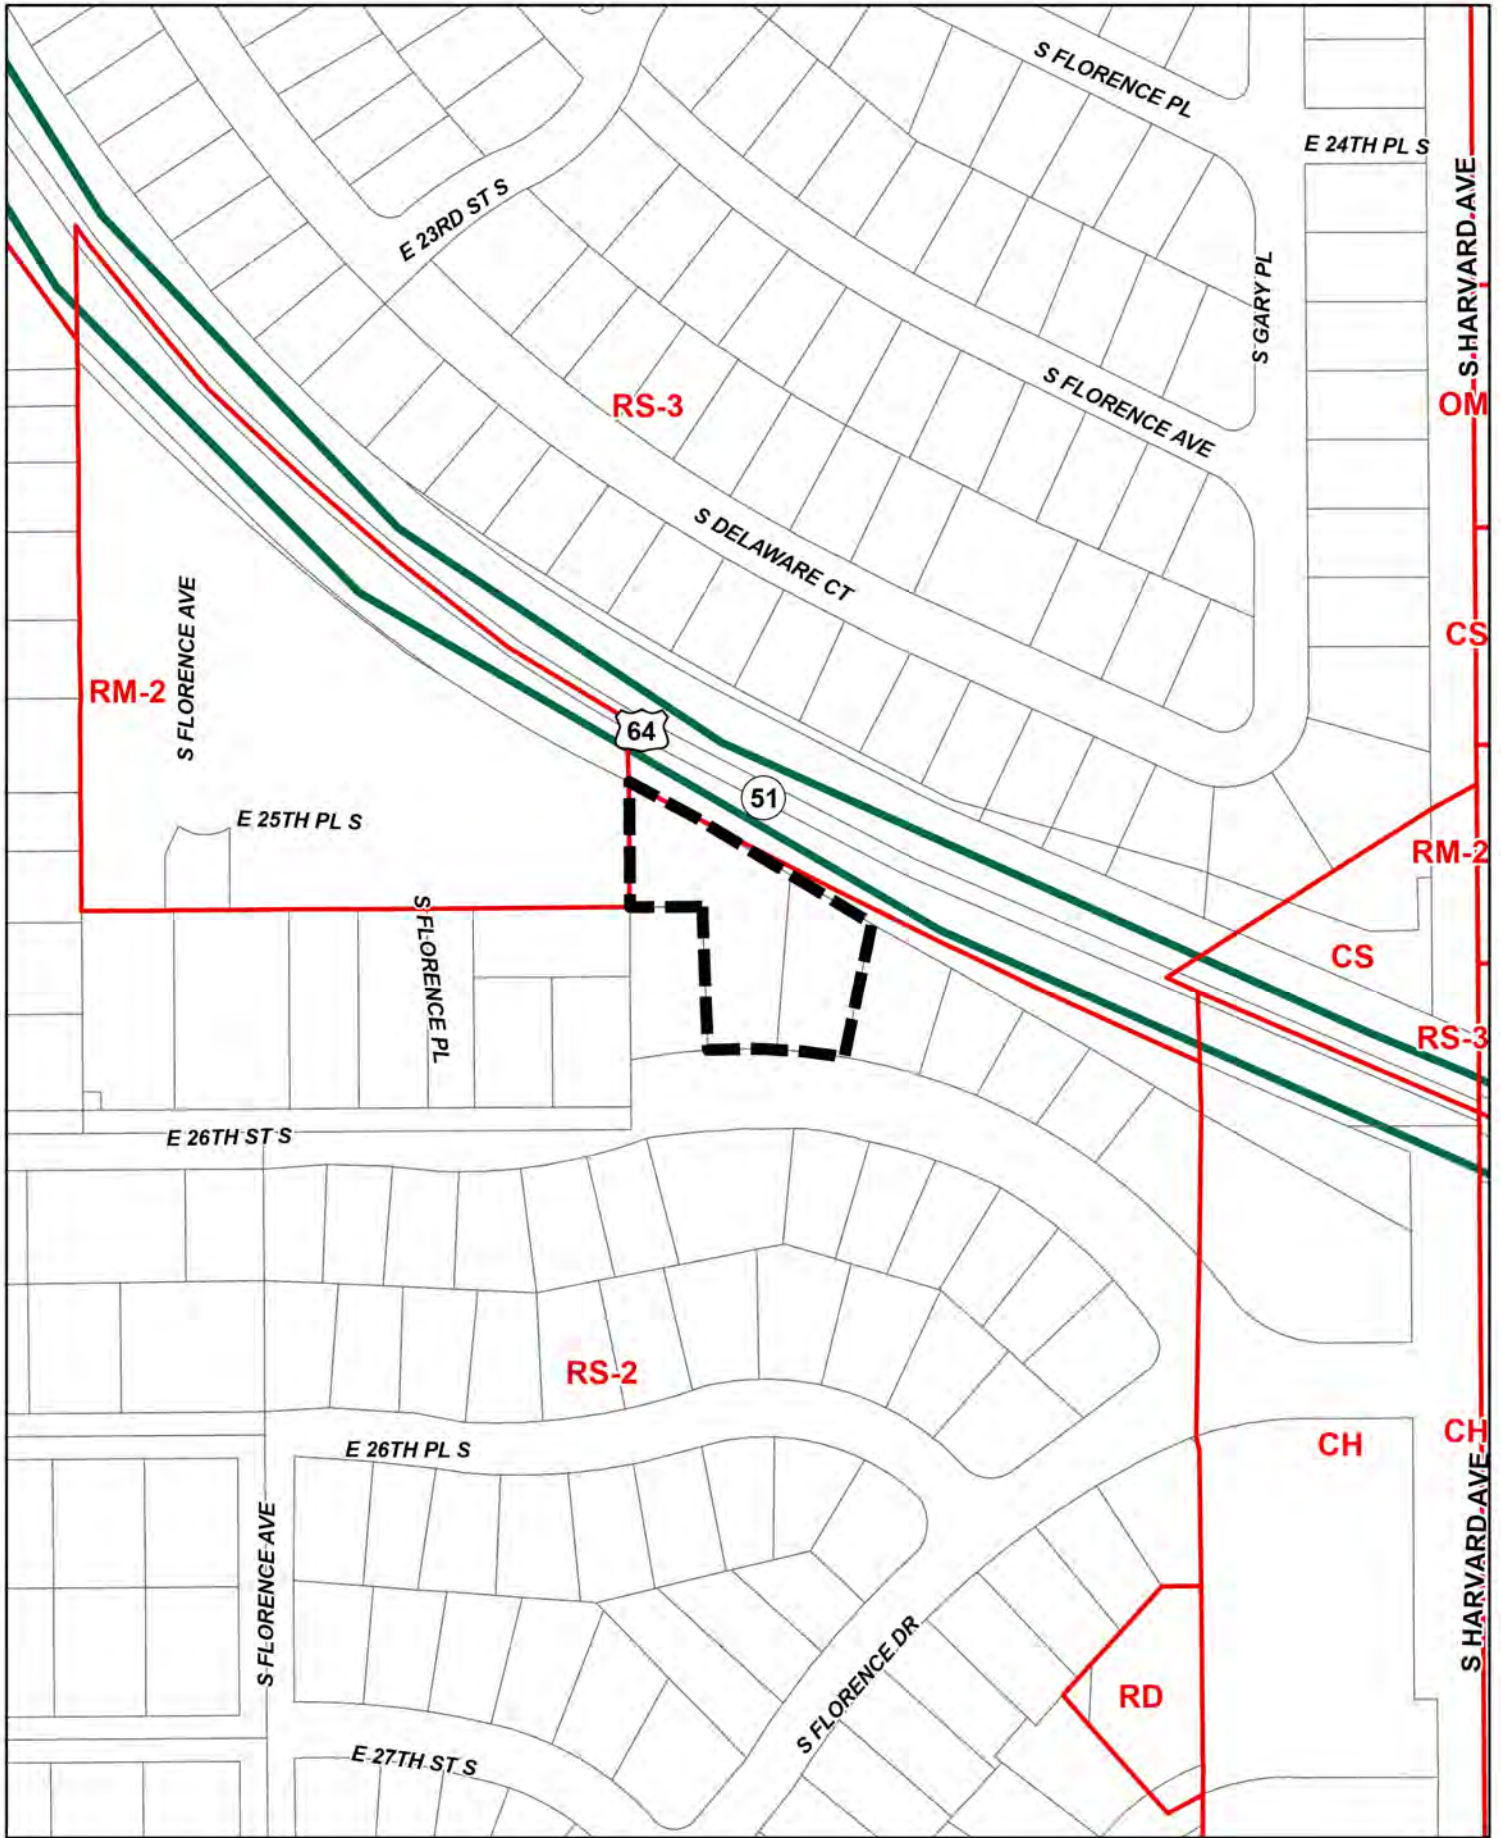 S FLORENCE PL
E 24TH PL S
S HARVARD AVE
E 23RD ST S
S GARY PL
RS-3
S FLORENCE AVE
OM
S DELAWARE CT
CS
S FLORENCE AVE
RM-2
64
51
E 25TH PL S
RM-2
S FLORENCE PL
CS
RS-3
E 26TH ST S
RS-2
E 26TH PL S
CH
CH
S FLORENCE AVE
S HARVARD AVE
S FLORENCE DR
RD
E 27TH ST S